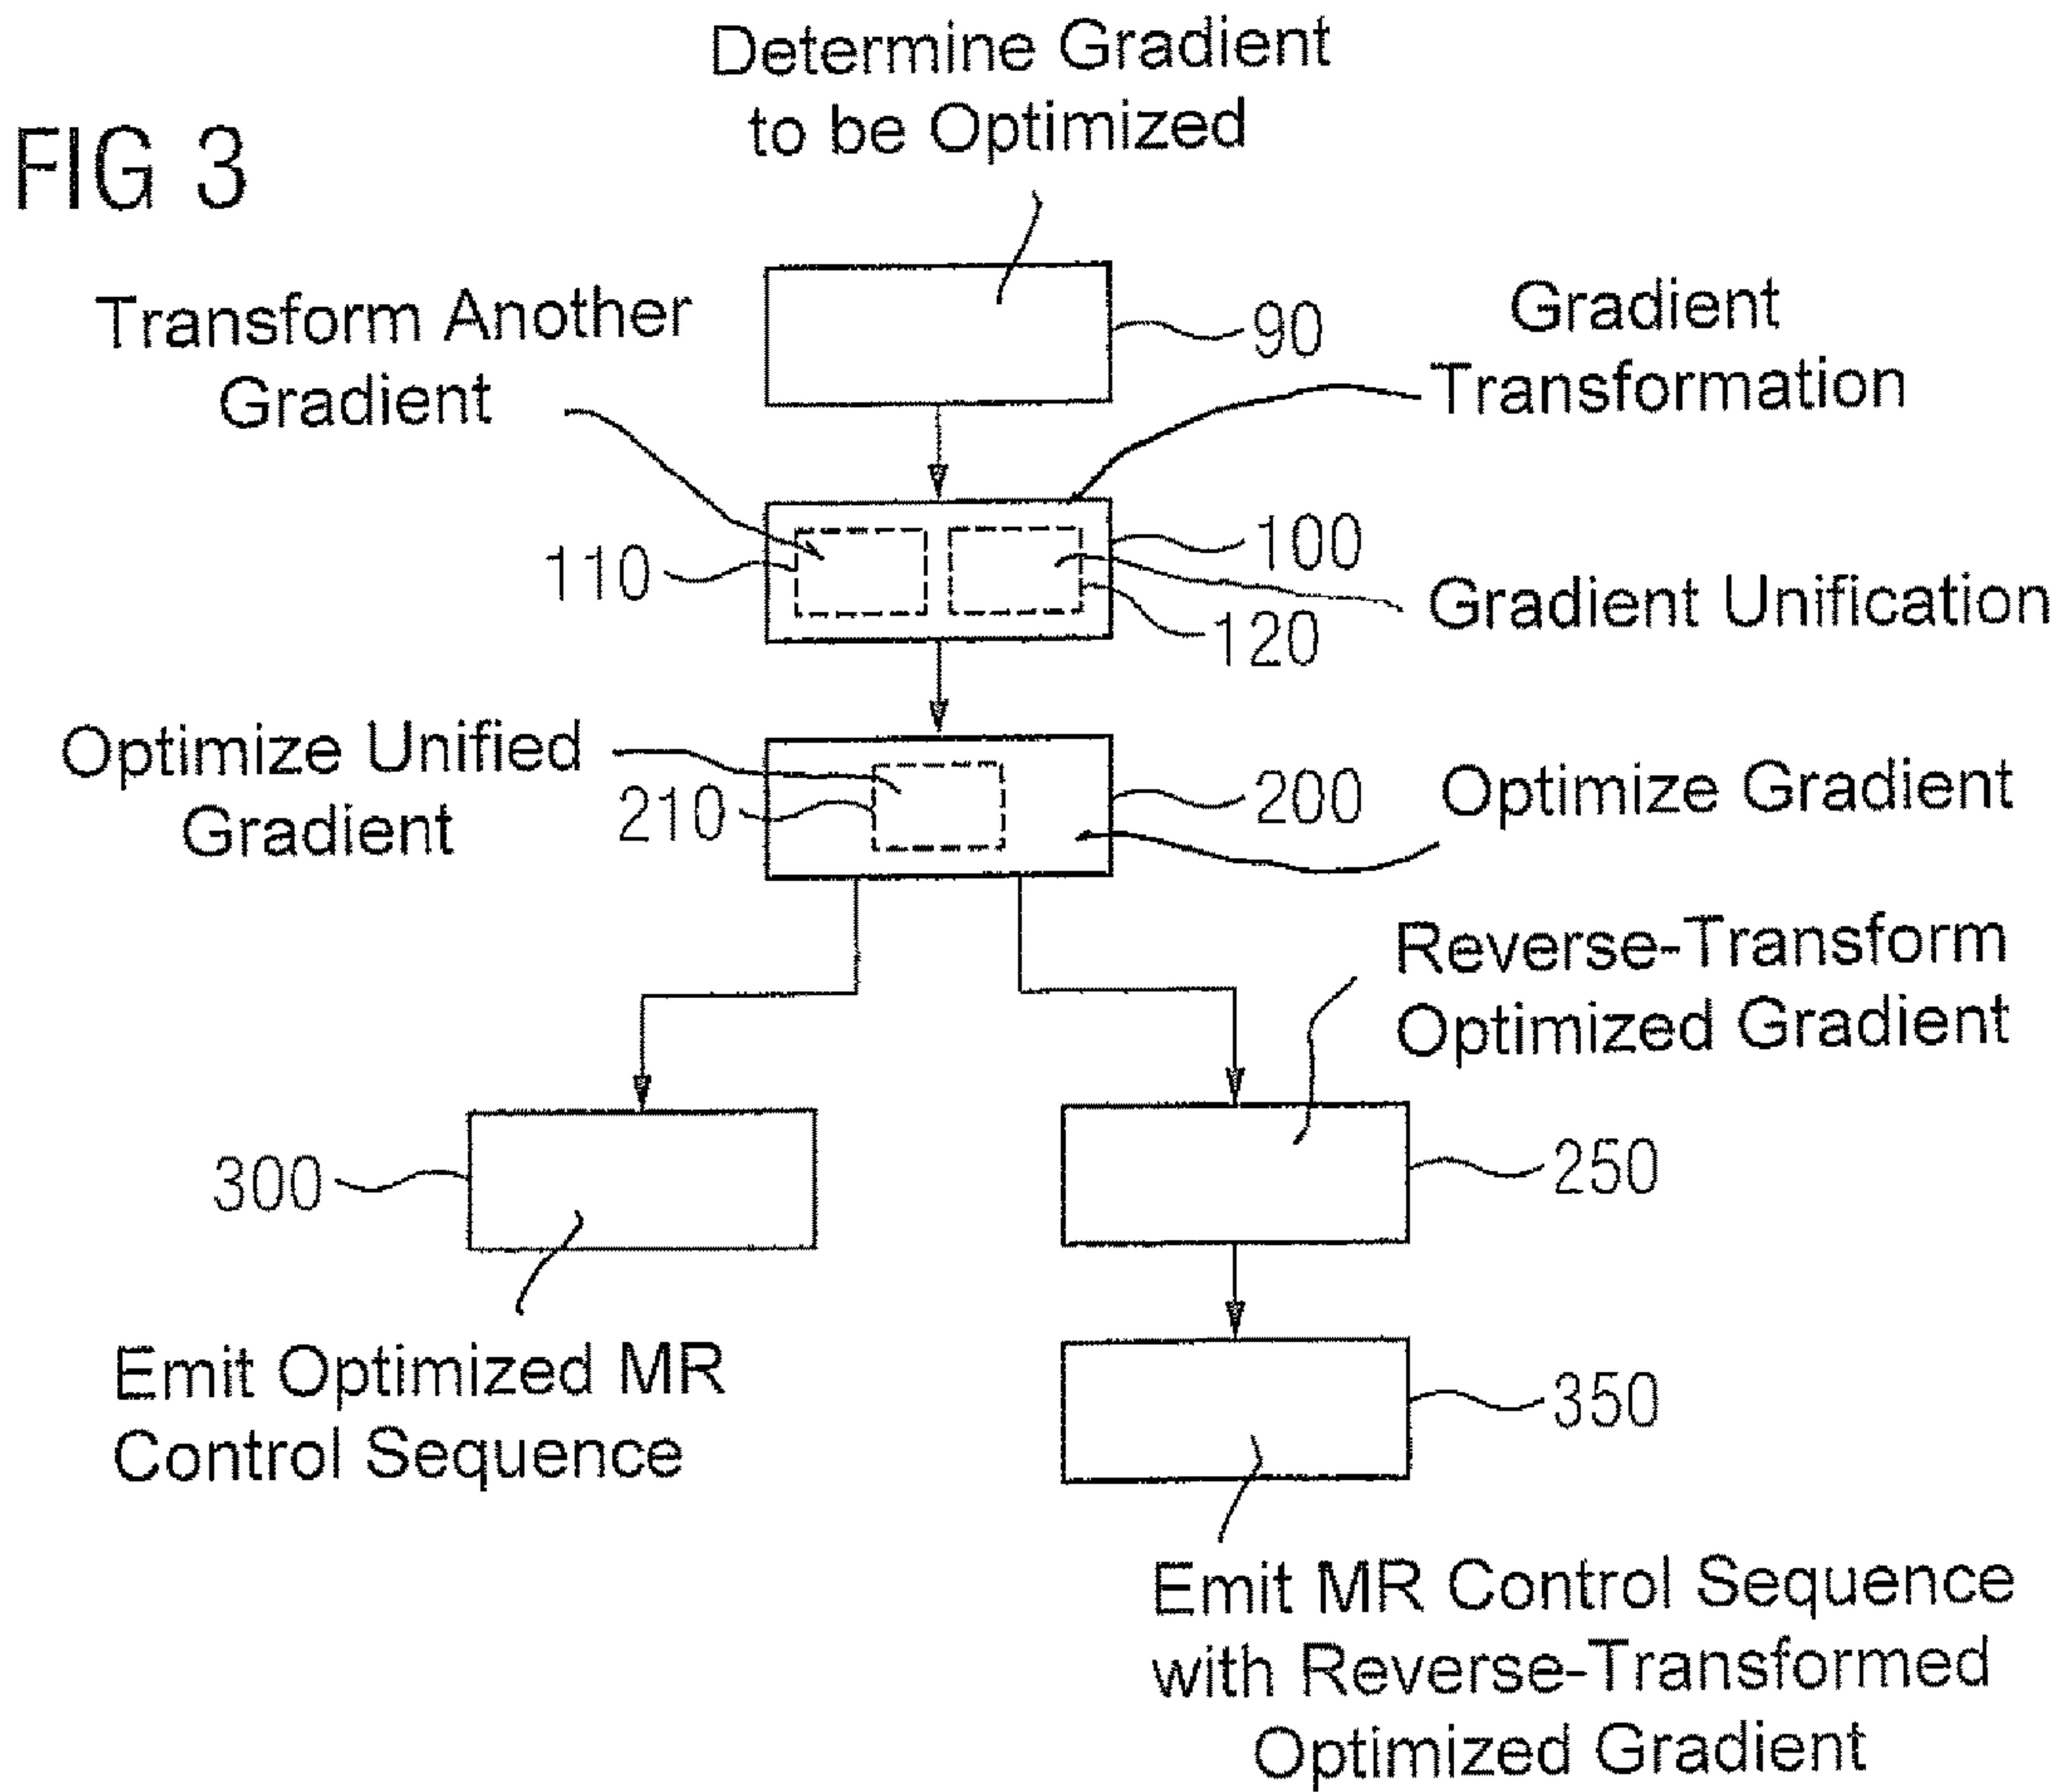 Determine Gradient
to be Optimized
FIG 3
Transform Another
Gradient
90
Gradient
Transformation
110
100
120
Gradient Unification
Optimize Unified
Gradient
210
200
Optimize Gradient
Reverse-Transform
Optimized Gradient
300
250
Emit Optimized MR
Control Sequence
350
Emit MR Control Sequence
with Reverse-Transformed
Optimized Gradient